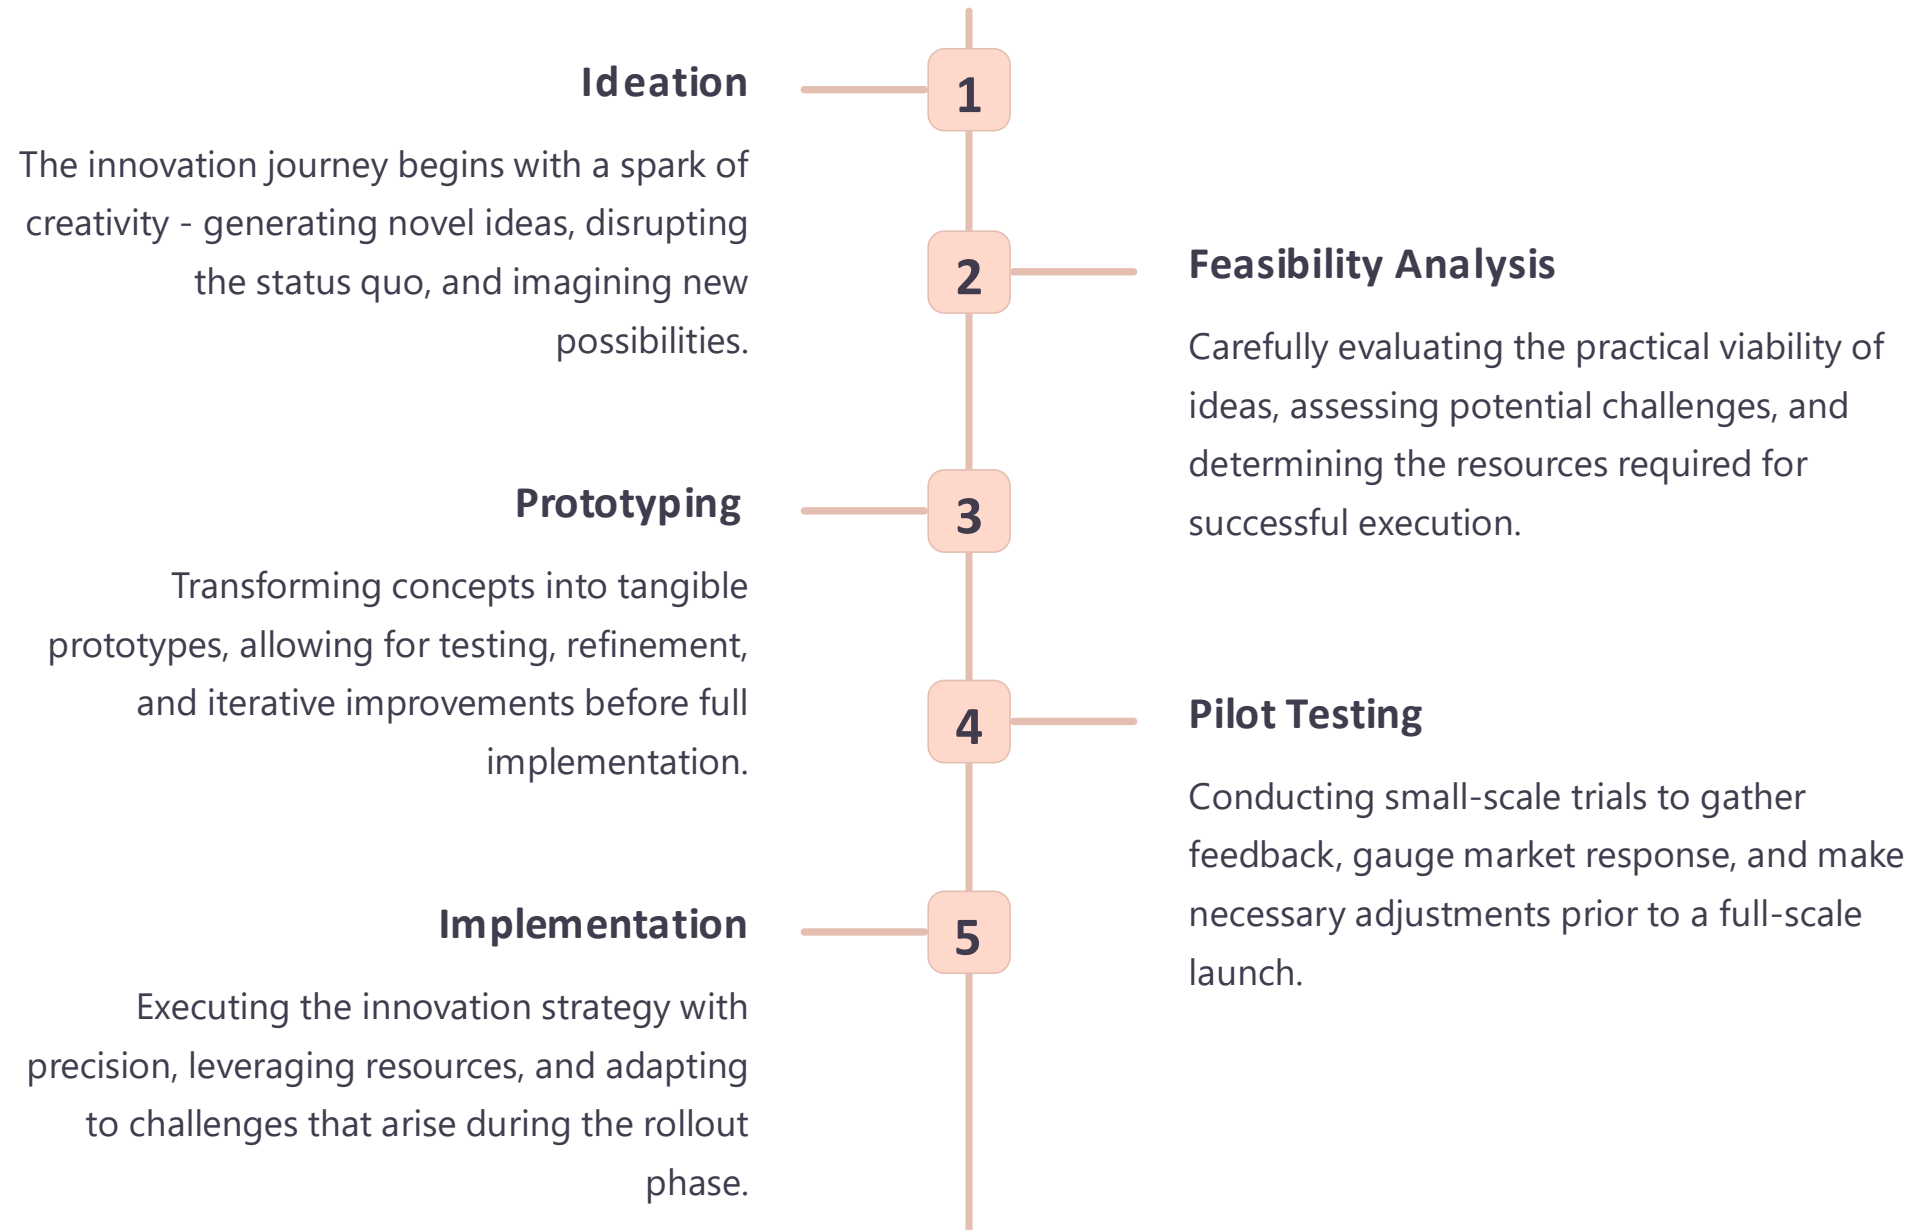 1
Ideation
The innovation journey begins with a spark of
creativity - generating novel ideas, disrupting
the status quo, and imagining new
possibilities.
2
Feasibility Analysis
Carefully evaluating the practical viability of
ideas, assessing potential challenges, and
determining the resources required for
successful execution.
3
Prototyping
Transforming concepts into tangible
prototypes, allowing for testing, refinement,
and iterative improvements before full
implementation.
4
Pilot Testing
Conducting small-scale trials to gather
feedback, gauge market response, and make
necessary adjustments prior to a full-scale
launch.
5
Implementation
Executing the innovation strategy with
precision, leveraging resources, and adapting
to challenges that arise during the rollout
phase.